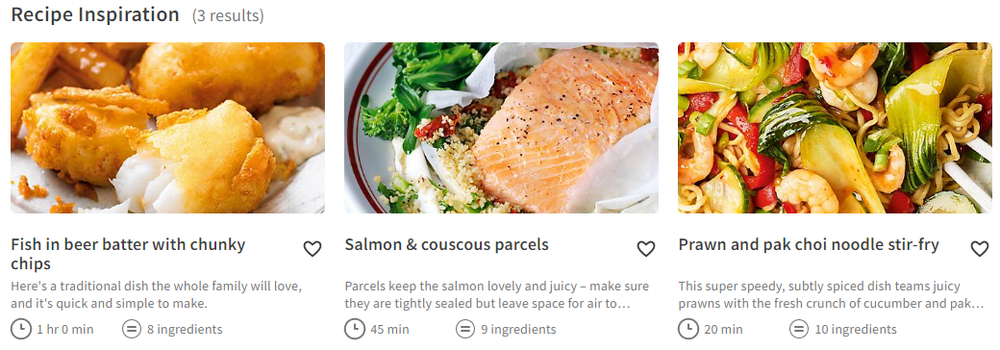 Recipe Inspiration (3 results)
Fish in beer batter with chunky
chips
Here's a traditional dish the whole family will love,
and it's quick and simple to make.
1 hr 0 min
8 ingredients
Salmon & couscous parcels
Parcels keep the salmon lovely and juicy – make sure
they are tightly sealed but leave space for air to…
45 min
9 ingredients
Prawn and pak choi noodle stir-fry
This super speedy, subtly spiced dish teams juicy
prawns with the fresh crunch of cucumber and pak…
20 min
10 ingredients